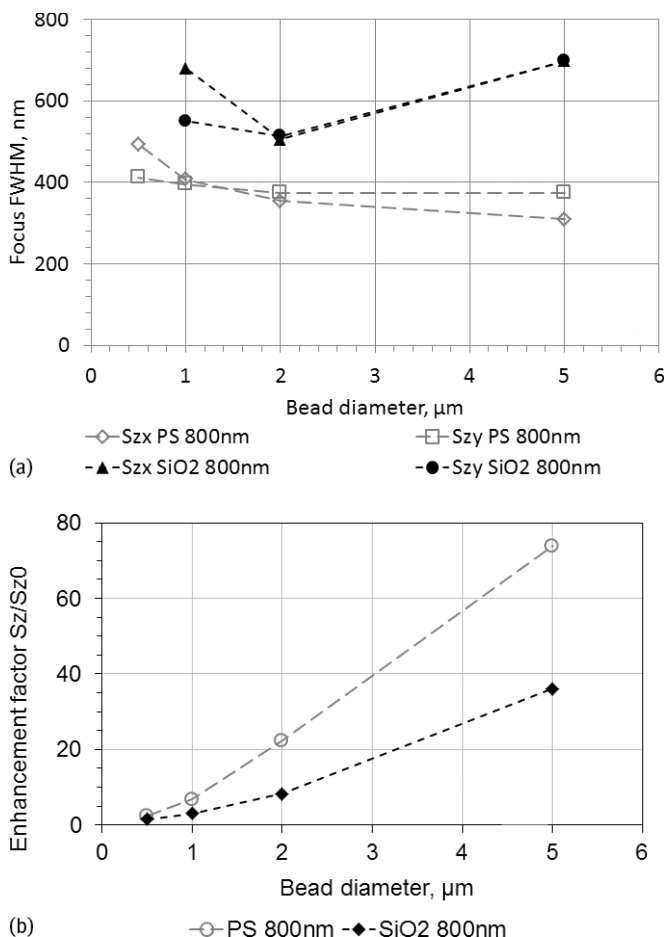 800
600
400
200
0
Focus FWHM, nm
0 1 2 3 4 5 6
Bead diameter, μm
Szx PS 800nm Szy PS 800nm
Szx SiO2 800nm Szy SiO2 800nm
(a)
80
60
40
20
0
Enhancement factor Sz/Sz0
0 1 2 3 4 5 6
Bead diameter, μm
(b) PS 800nm SiO2 800nm